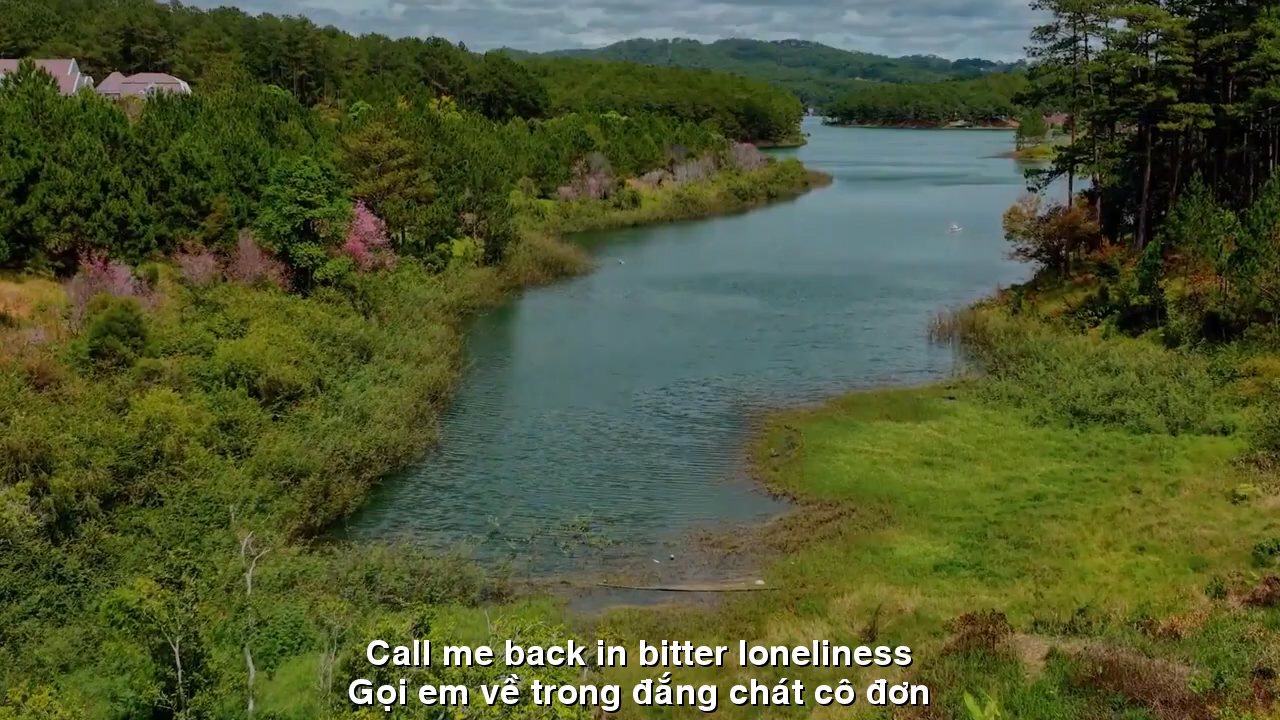 Call me back in bitter loneliness
Gọi em về trong đắng chát cô đơn